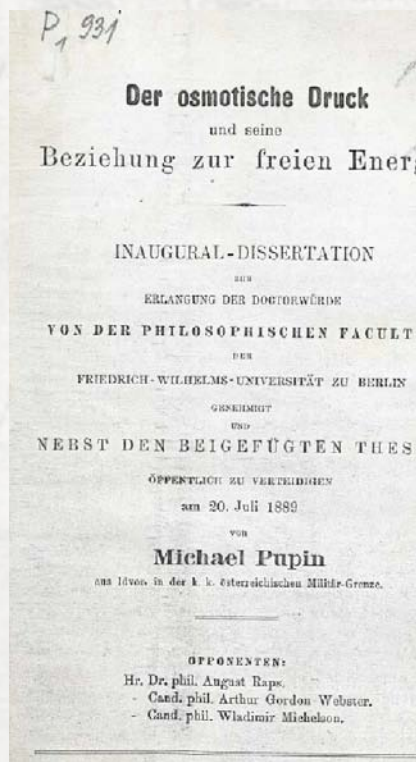 P₁ 931
Der osmotische Druck
und seine
Beziehung zur freien Energ
INAUGURAL-DISSERTATION
ZUR
ERLANGUNG DER DOCTORWÜRDE
VON DER PHILOSOPHISCHEN FACULT
DER
FRIEDRICH-WILHELMS-UNIVERSITÄT ZU BERLIN
GENEHMIGT
UND
NEBST DEN BEIGEFÜGTEN THES
ÖFFENTLICH ZU VERTEIDIGEN
am 20. Juli 1889
von
Michael Pupin
aus Idvor, in der k. k. österreichischen Militär-Grenze.
OPPONENTEN:
Hr. Dr. phil. August Raps.
- Cand. phil. Arthur Gordon Webster.
- Cand. phil. Wladimir Michelson.